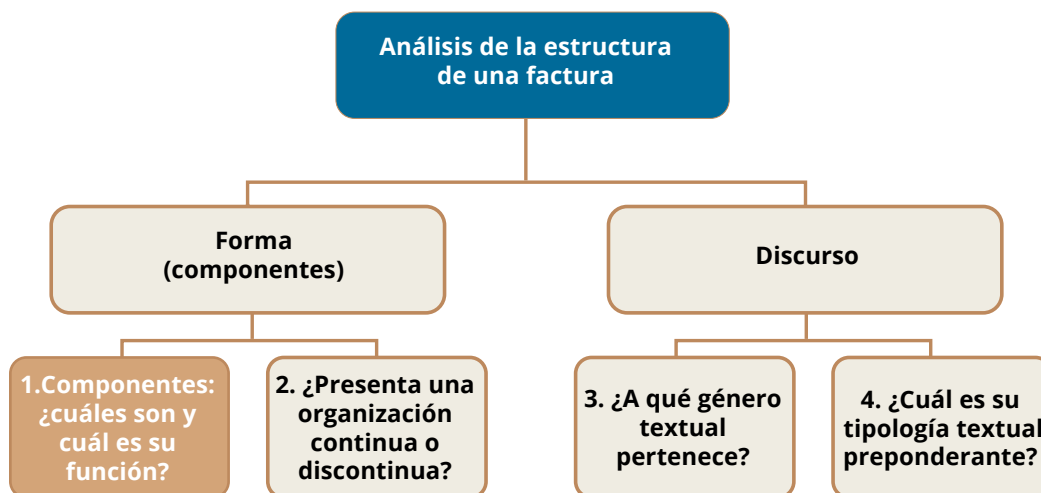 Análisis de la estructura
de una factura
Forma
(componentes)
Discurso
1.Componentes:
¿cuáles son y
cuál es su
función?
2. ¿Presenta una
organización
continua o
discontinua?
3. ¿A qué género
textual
pertenece?
4. ¿Cuál es su
tipología textual
preponderante?